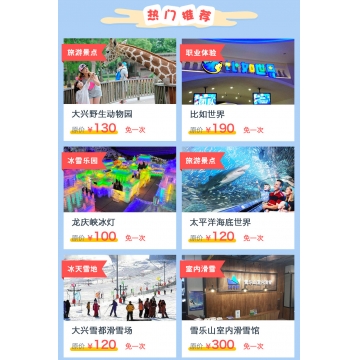 热门推荐
旅游景点
大兴野生动物园
原价 ¥130 免一次
职业体验
比如世界
原价 ¥190 免一次
冰雪乐园
龙庆峡冰灯
原价 ¥100 免一次
旅游景点
太平洋海底世界
原价 ¥120 免一次
冰天雪地
大兴雪都滑雪场
原价 ¥120 免一次
室内滑雪
雪乐山室内滑雪馆
原价 ¥300 免一次